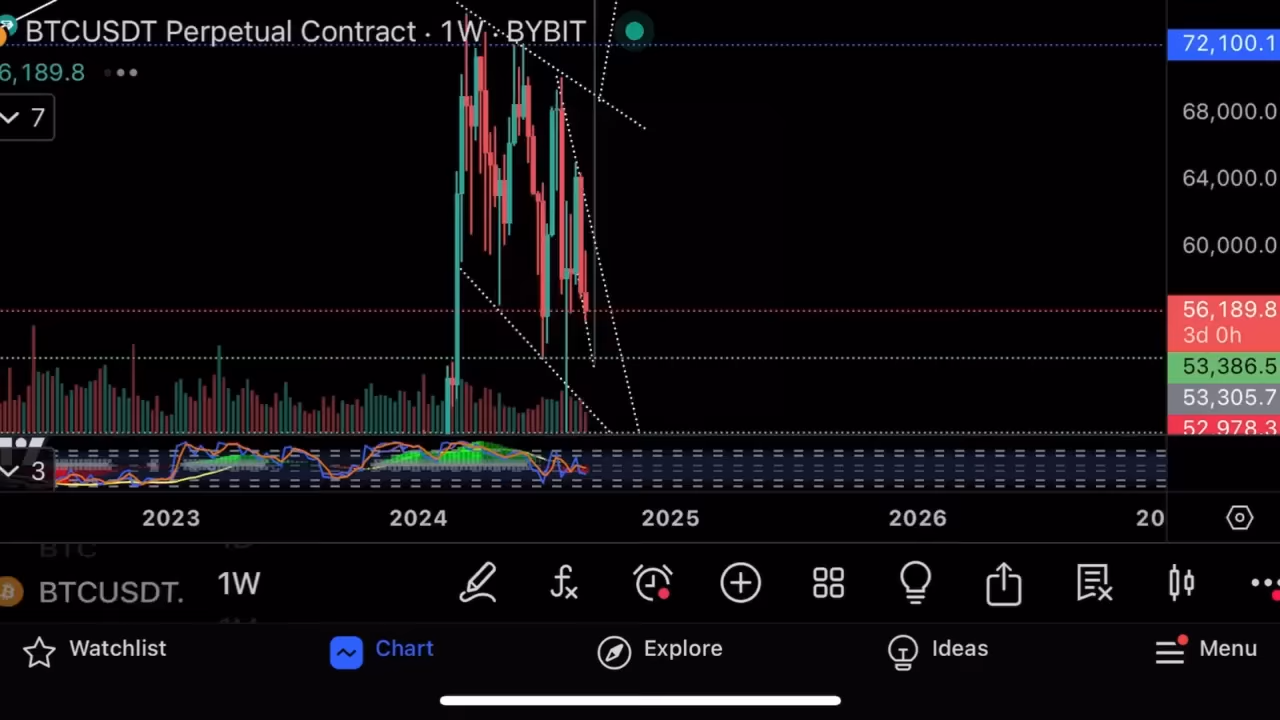 BTCUSDT Perpetual Contract · 1W · BYBIT
6,189.8
7
72,100.1
68,000.0
64,000.0
60,000.0
56,189.8
3d 0h
53,386.5
53,305.7
52,978.3
3
2023 2024 2025 2026 20
BTC
BTCUSDT. 1W
Watchlist Chart Explore Ideas Menu